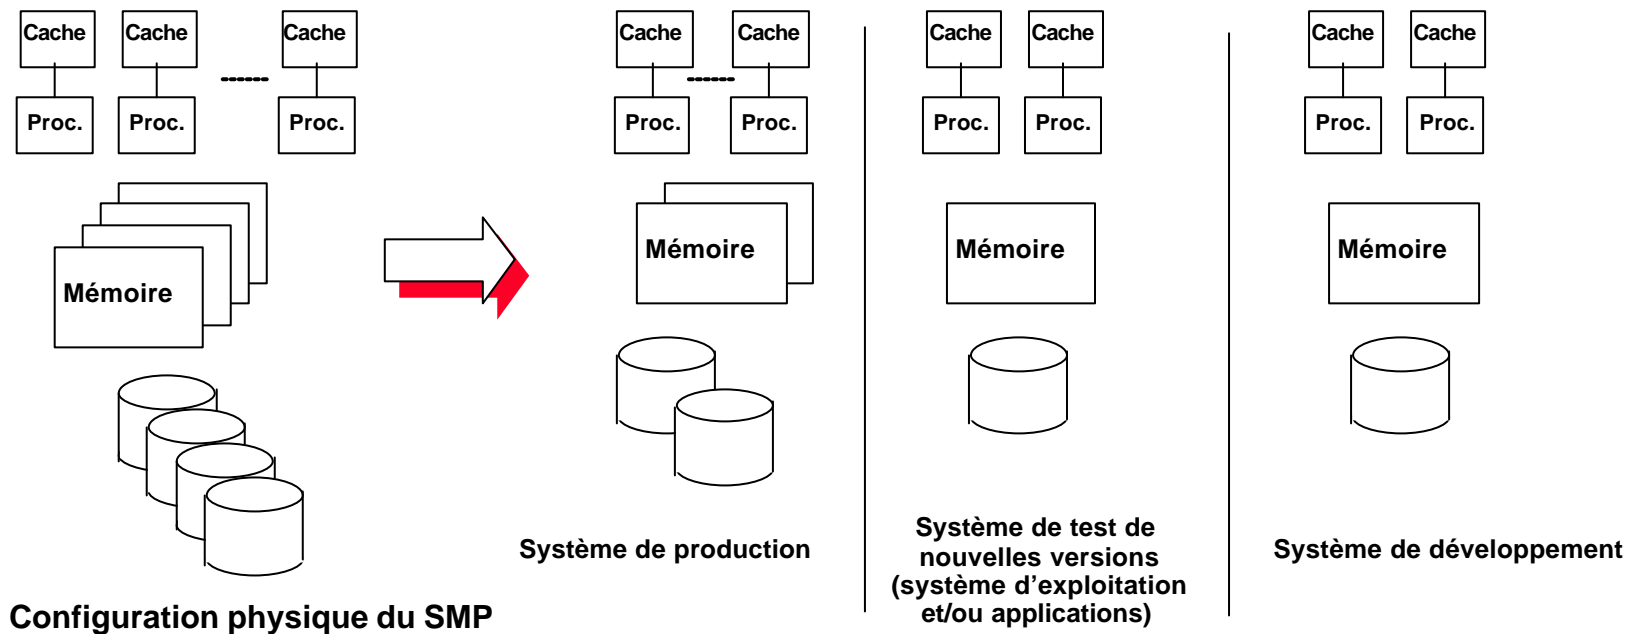 Cache Cache Cache Cache Cache Cache Cache Cache Cache
Proc. Proc. Proc. Proc. Proc. Proc. Proc. Proc. Proc.
Mémoire Mémoire Mémoire Mémoire
Système de production
Système de test de
nouvelles versions
(système d'exploitation
et/ou applications)
Système de développement
Configuration physique du SMP